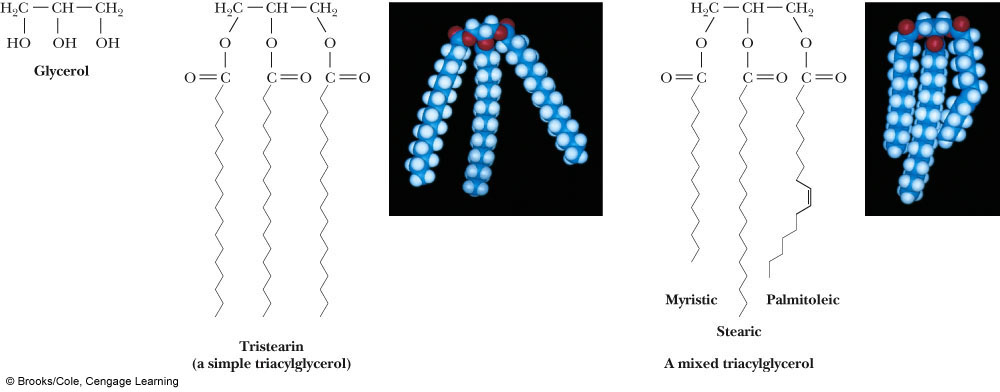 H₂C — CH — CH₂
HO OH OH
Glycerol
H₂C — CH — CH₂
O O O
O=C C=O C=O
Tristearin
(a simple triacylglycerol)
H₂C — CH — CH₂
O O O
O=C C=O C=O
Myristic
Palmitoleic
Stearic
A mixed triacylglycerol
© Brooks/Cole, Cengage Learning